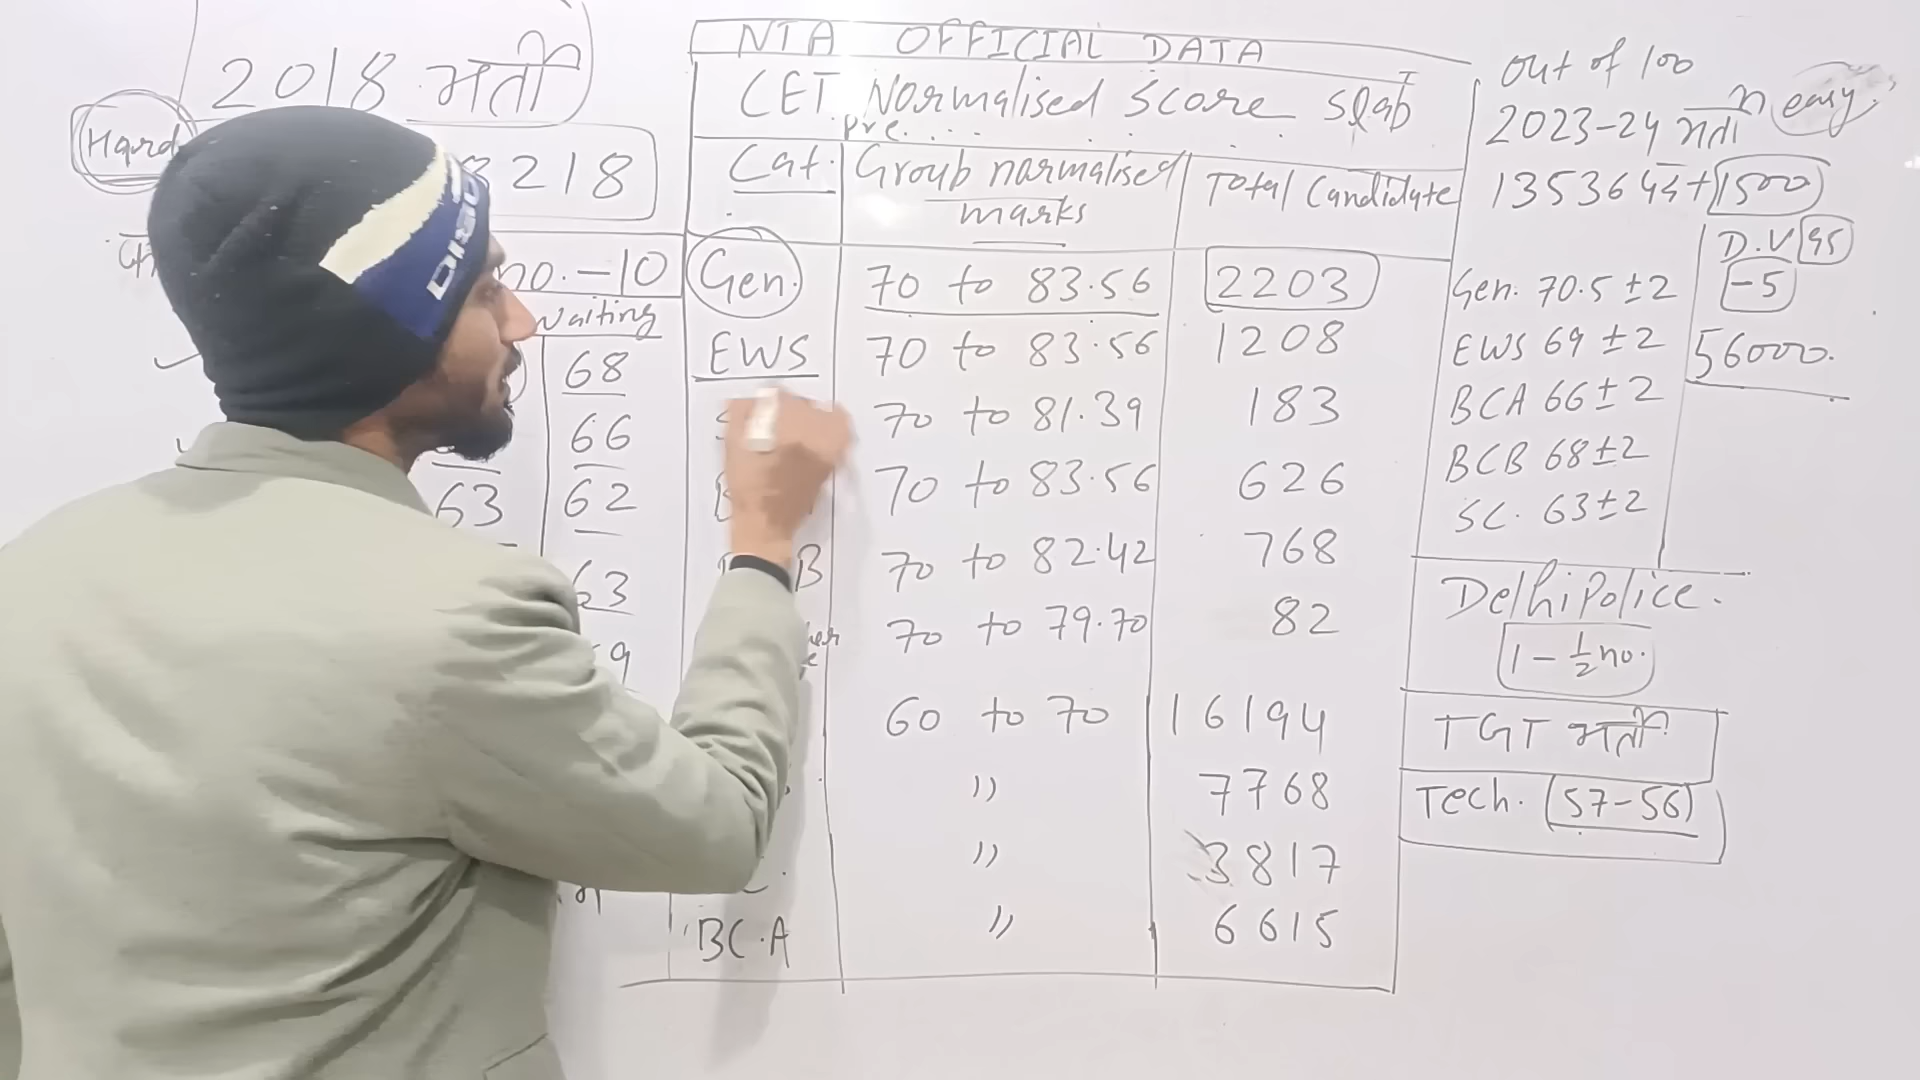 2018 भर्ती
Hard
218
no.-10
Waiting
68
66
63 62
63
9
NTA OFFICIAL DATA
CET Normalised Score Slab
pre....
Cat. Group normalised marks Total Candidate
Gen. 70 to 83.56 2203
EWS 70 to 83.56 1208
70 to 81.39 183
70 to 83.56 626
B 70 to 82.42 768
70 to 79.70 82
60 to 70 16194
" 7768
" 3817
BC.A " 6615
out of 100
2023-24 भर्ती easy
+1500
D.V 95
-5
56000.
Gen. 70.5 ±2
EWS 69 ±2
BCA 66 ±2
BCB 68±2
SC. 63±2
Delhi Police.
1 - 1/2 no.
TGT भर्ती
Tech. (57-56)